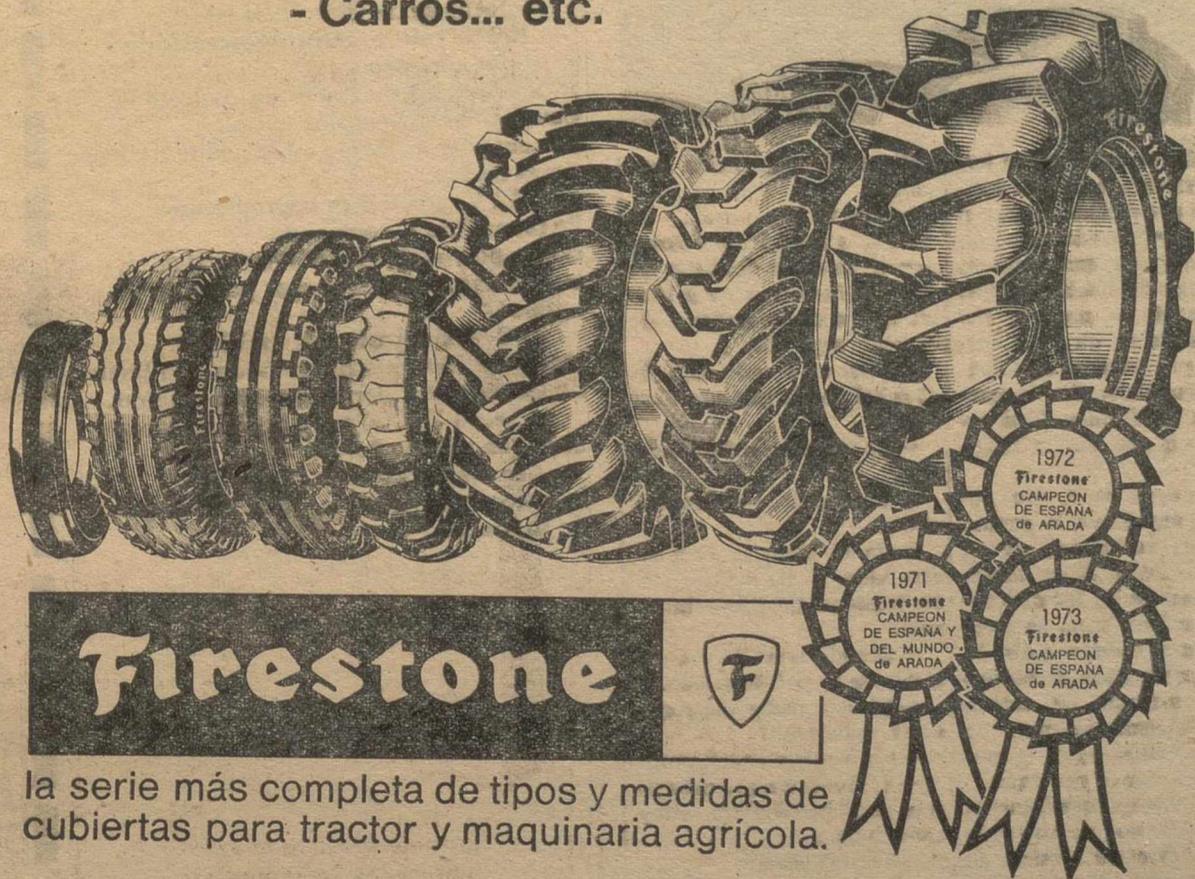 - Carros... etc.
Firestone
Firestone
1972
Firestone
CAMPEON
DE ESPAÑA
de ARADA
1971
Firestone
CAMPEON
DE ESPAÑA Y
DEL MUNDO
de ARADA
1973
Firestone
CAMPEON
DE ESPAÑA
de ARADA
Firestone
F
la serie más completa de tipos y medidas de
cubiertas para tractor y maquinaria agrícola.